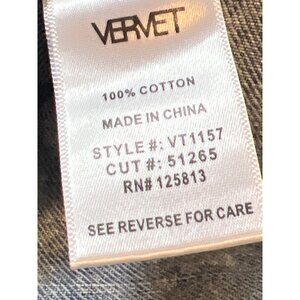 VERVET
100% COTTON
MADE IN CHINA
STYLE #: VT1157
CUT #: 51265
RN# 125813
SEE REVERSE FOR CARE